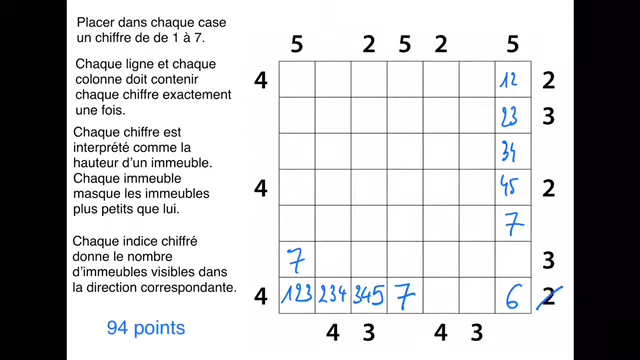 Placer dans chaque case
un chiffre de de 1 à 7.
5 2 5 2 5
Chaque ligne et chaque
colonne doit contenir
chaque chiffre exactement
une fois.
4 12 2
23 3
Chaque chiffre est
interprété comme la
hauteur d'un immeuble.
Chaque immeuble
masque les immeubles
plus petits que lui.
34
4 45 2
7
Chaque indice chiffré
donne le nombre
d'immeubles visibles dans
la direction correspondante.
7 3
4 123 234 345 7 6 2
4 3 4 3
94 points